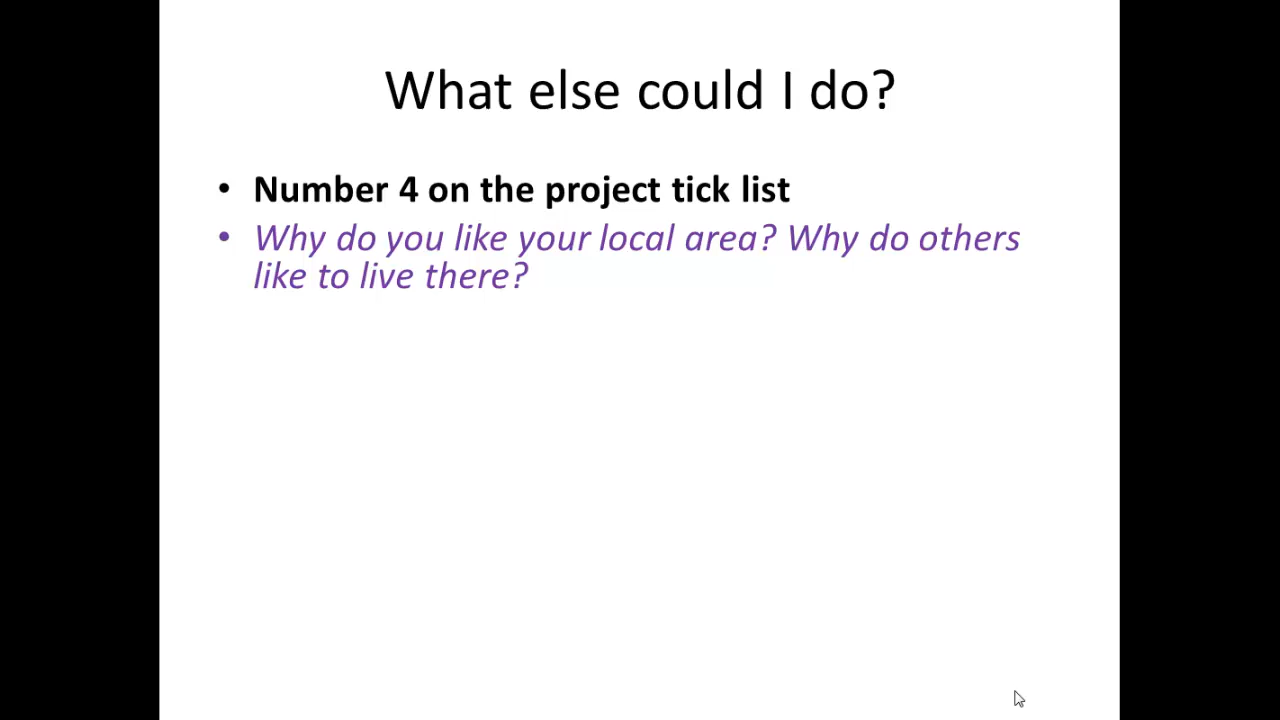 What else could I do?
• Number 4 on the project tick list
• Why do you like your local area? Why do others
like to live there?